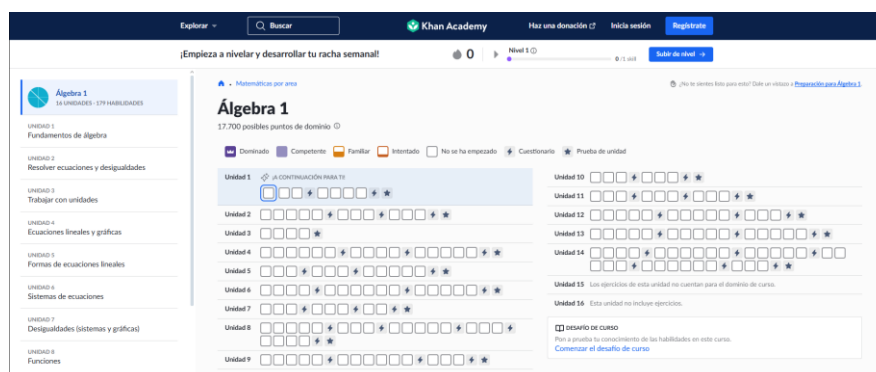 Explorar
Buscar
Khan Academy
Haz una donación
Inicia sesión
Regístrate
¡Empieza a nivelar y desarrollar tu racha semanal!
0
Nivel 1
0 /1 skill
Subir de nivel →
Álgebra 1
16 UNIDADES · 179 HABILIDADES
UNIDAD 1
Fundamentos de álgebra
UNIDAD 2
Resolver ecuaciones y desigualdades
UNIDAD 3
Trabajar con unidades
UNIDAD 4
Ecuaciones lineales y gráficas
UNIDAD 5
Formas de ecuaciones lineales
UNIDAD 6
Sistemas de ecuaciones
UNIDAD 7
Desigualdades (sistemas y gráficas)
UNIDAD 8
Funciones
Matemáticas por area
¿No te sientes listo para esto? Dale un vistazo a Preparación para Álgebra 1.
Álgebra 1
17.700 posibles puntos de dominio
Dominado Competente Familiar Intentado No se ha empezado Cuestionario Prueba de unidad
Unidad 1 ¡A CONTINUACIÓN PARA TI!
Unidad 2
Unidad 3
Unidad 4
Unidad 5
Unidad 6
Unidad 7
Unidad 8
Unidad 9
Unidad 10
Unidad 11
Unidad 12
Unidad 13
Unidad 14
Unidad 15 Los ejercicios de esta unidad no cuentan para el dominio de curso.
Unidad 16 Esta unidad no incluye ejercicios.
DESAFÍO DE CURSO
Pon a prueba tu conocimiento de las habilidades en este curso.
Comenzar el desafío de curso